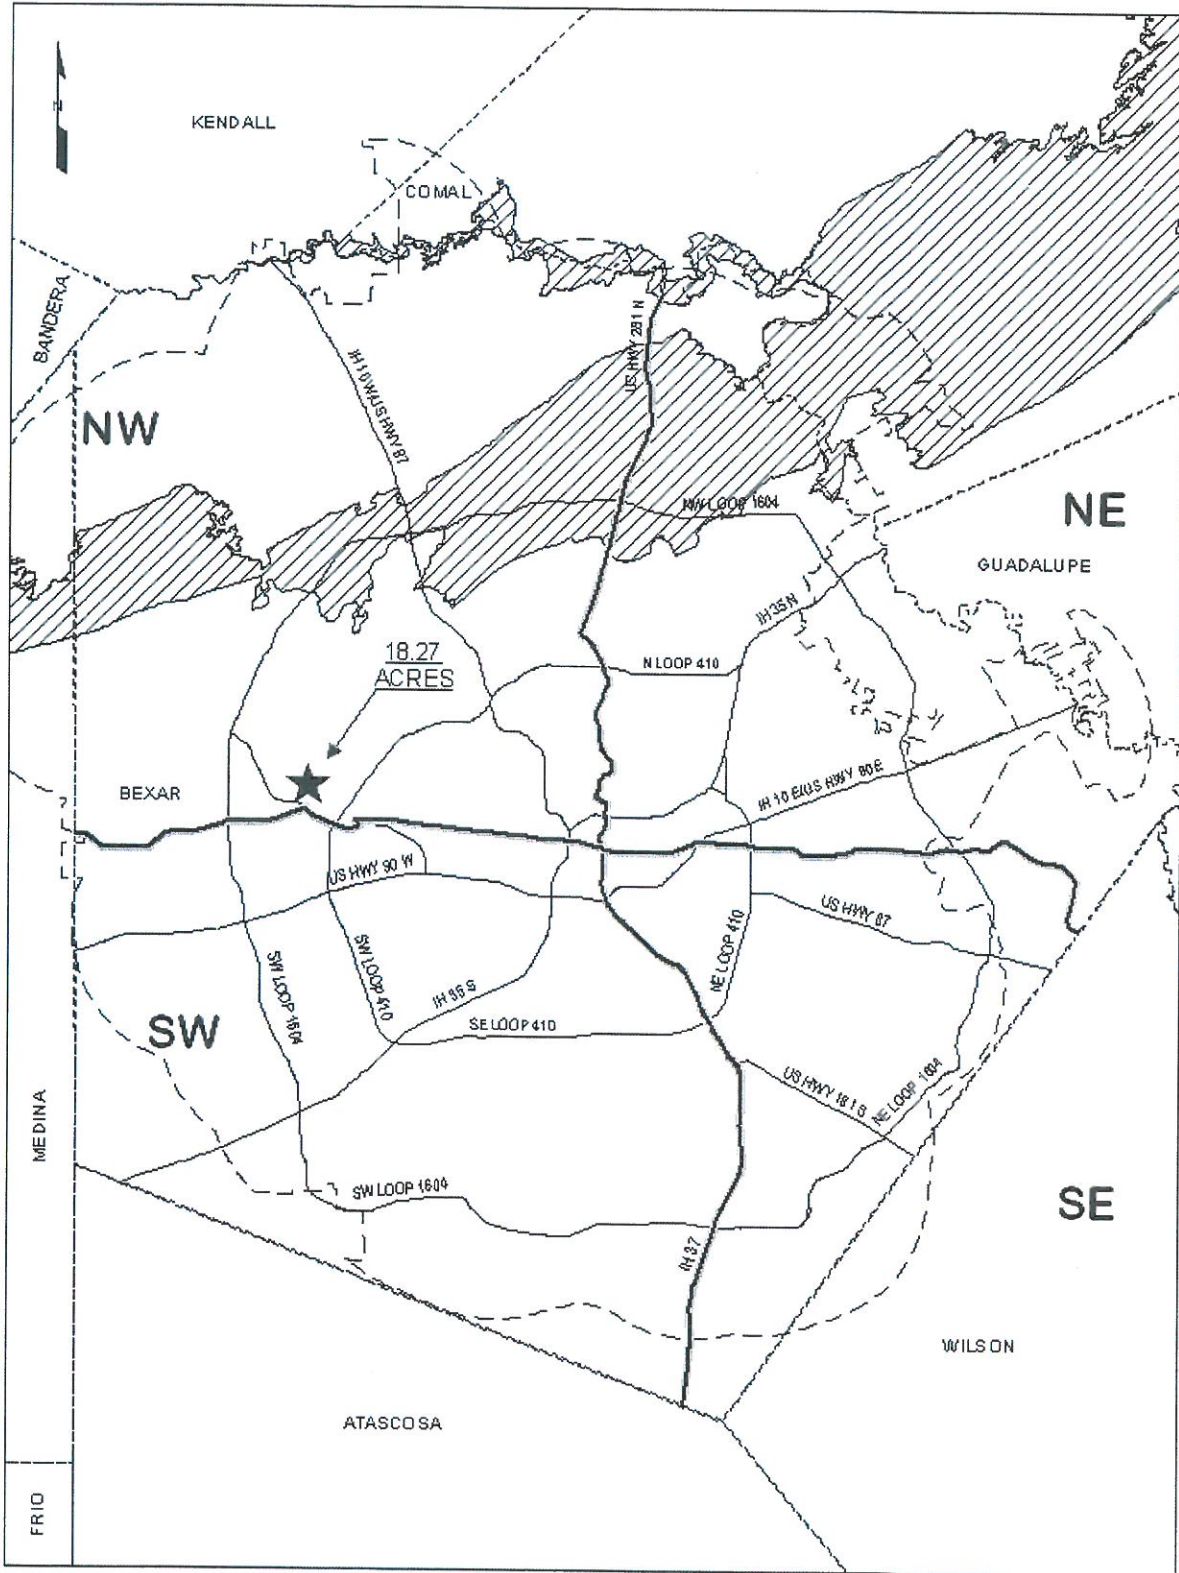 N
KENDALL
COMAL
BANDERA
IH 10 W/US HWY 87
US HWY 281 N
NW
NW LOOP 1604
NE
GUADALUPE
IH 35 N
18.27
ACRES
N LOOP 410
BEXAR
IH 10 E/US HWY 90 E
US HWY 90 W
US HWY 87
SW LOOP 1604
SW LOOP 410
IH 35 S
NE LOOP 410
SE LOOP 410
SW
US HWY 181 S
NE LOOP 1604
MEDINA
SW LOOP 1604
SE
IH 37
WILSON
ATASCOSA
FRIO